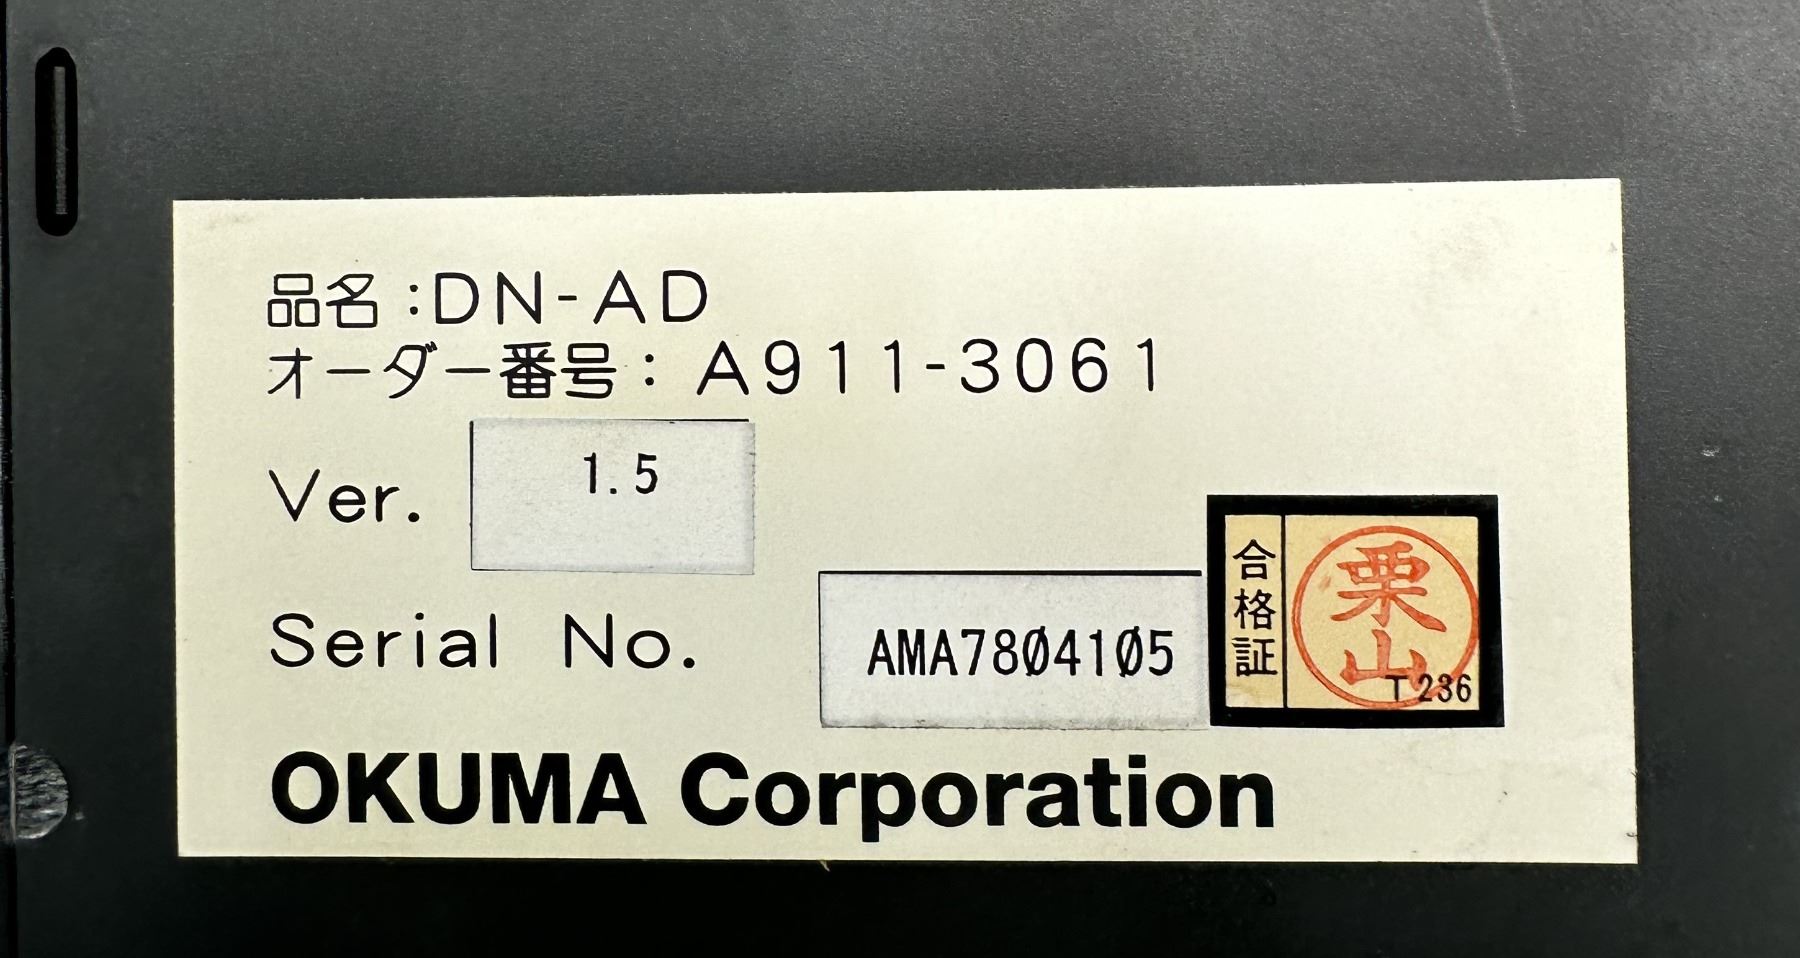 品名:DN-AD
オーダー番号: A911-3061
Ver. 1.5
Serial No. AMA7804105
合格証
栗山
T236
OKUMA Corporation